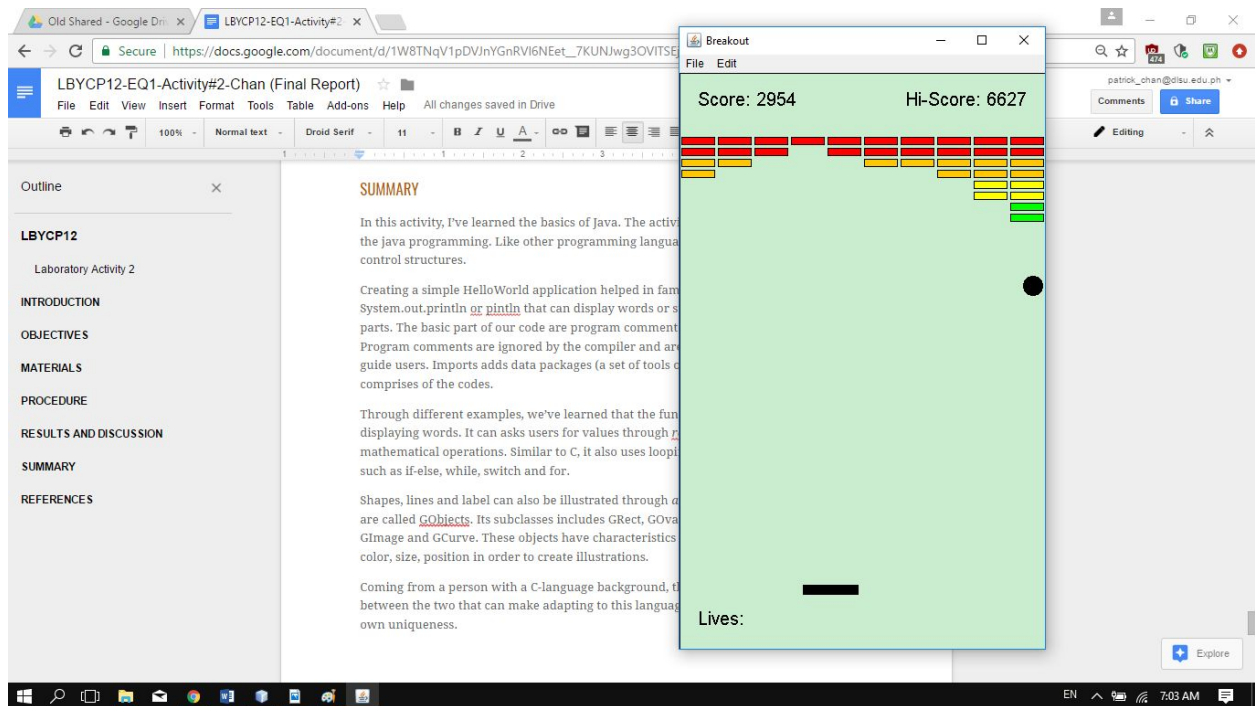 Old Shared - Google Dri
LBYCP12-EQ1-Activity#2-
Secure
https://docs.google.com/document/d/1W8TNqV1pDVJnYGnRVI6NEet__7KUNJwg3OVITSE
474
LBYCP12-EQ1-Activity#2-Chan (Final Report)
patrick_chan@dlsu.edu.ph
File Edit View Insert Format Tools Table Add-ons Help All changes saved in Drive
Comments
Share
100% Normal text Droid Serif 11 B I U A
Editing
1 1 2 3
Outline
LBYCP12
Laboratory Activity 2
INTRODUCTION
OBJECTIVES
MATERIALS
PROCEDURE
RESULTS AND DISCUSSION
SUMMARY
REFERENCES
SUMMARY
In this activity, I've learned the basics of Java. The activi
the java programming. Like other programming langua
control structures.
Creating a simple HelloWorld application helped in fam
System.out.println or pintln that can display words or s
parts. The basic part of our code are program comment
Program comments are ignored by the compiler and are
guide users. Imports adds data packages (a set of tools o
comprises of the codes.
Through different examples, we've learned that the fun
displaying words. It can asks users for values through r
mathematical operations. Similar to C, it also uses loopi
such as if-else, while, switch and for.
Shapes, lines and label can also be illustrated through a
are called GObjects. Its subclasses includes GRect, GOva
GImage and GCurve. These objects have characteristics
color, size, position in order to create illustrations.
Coming from a person with a C-language background, th
between the two that can make adapting to this languag
own uniqueness.
Breakout
File Edit
Score: 2954
Hi-Score: 6627
Lives:
Explore
EN
7:03 AM